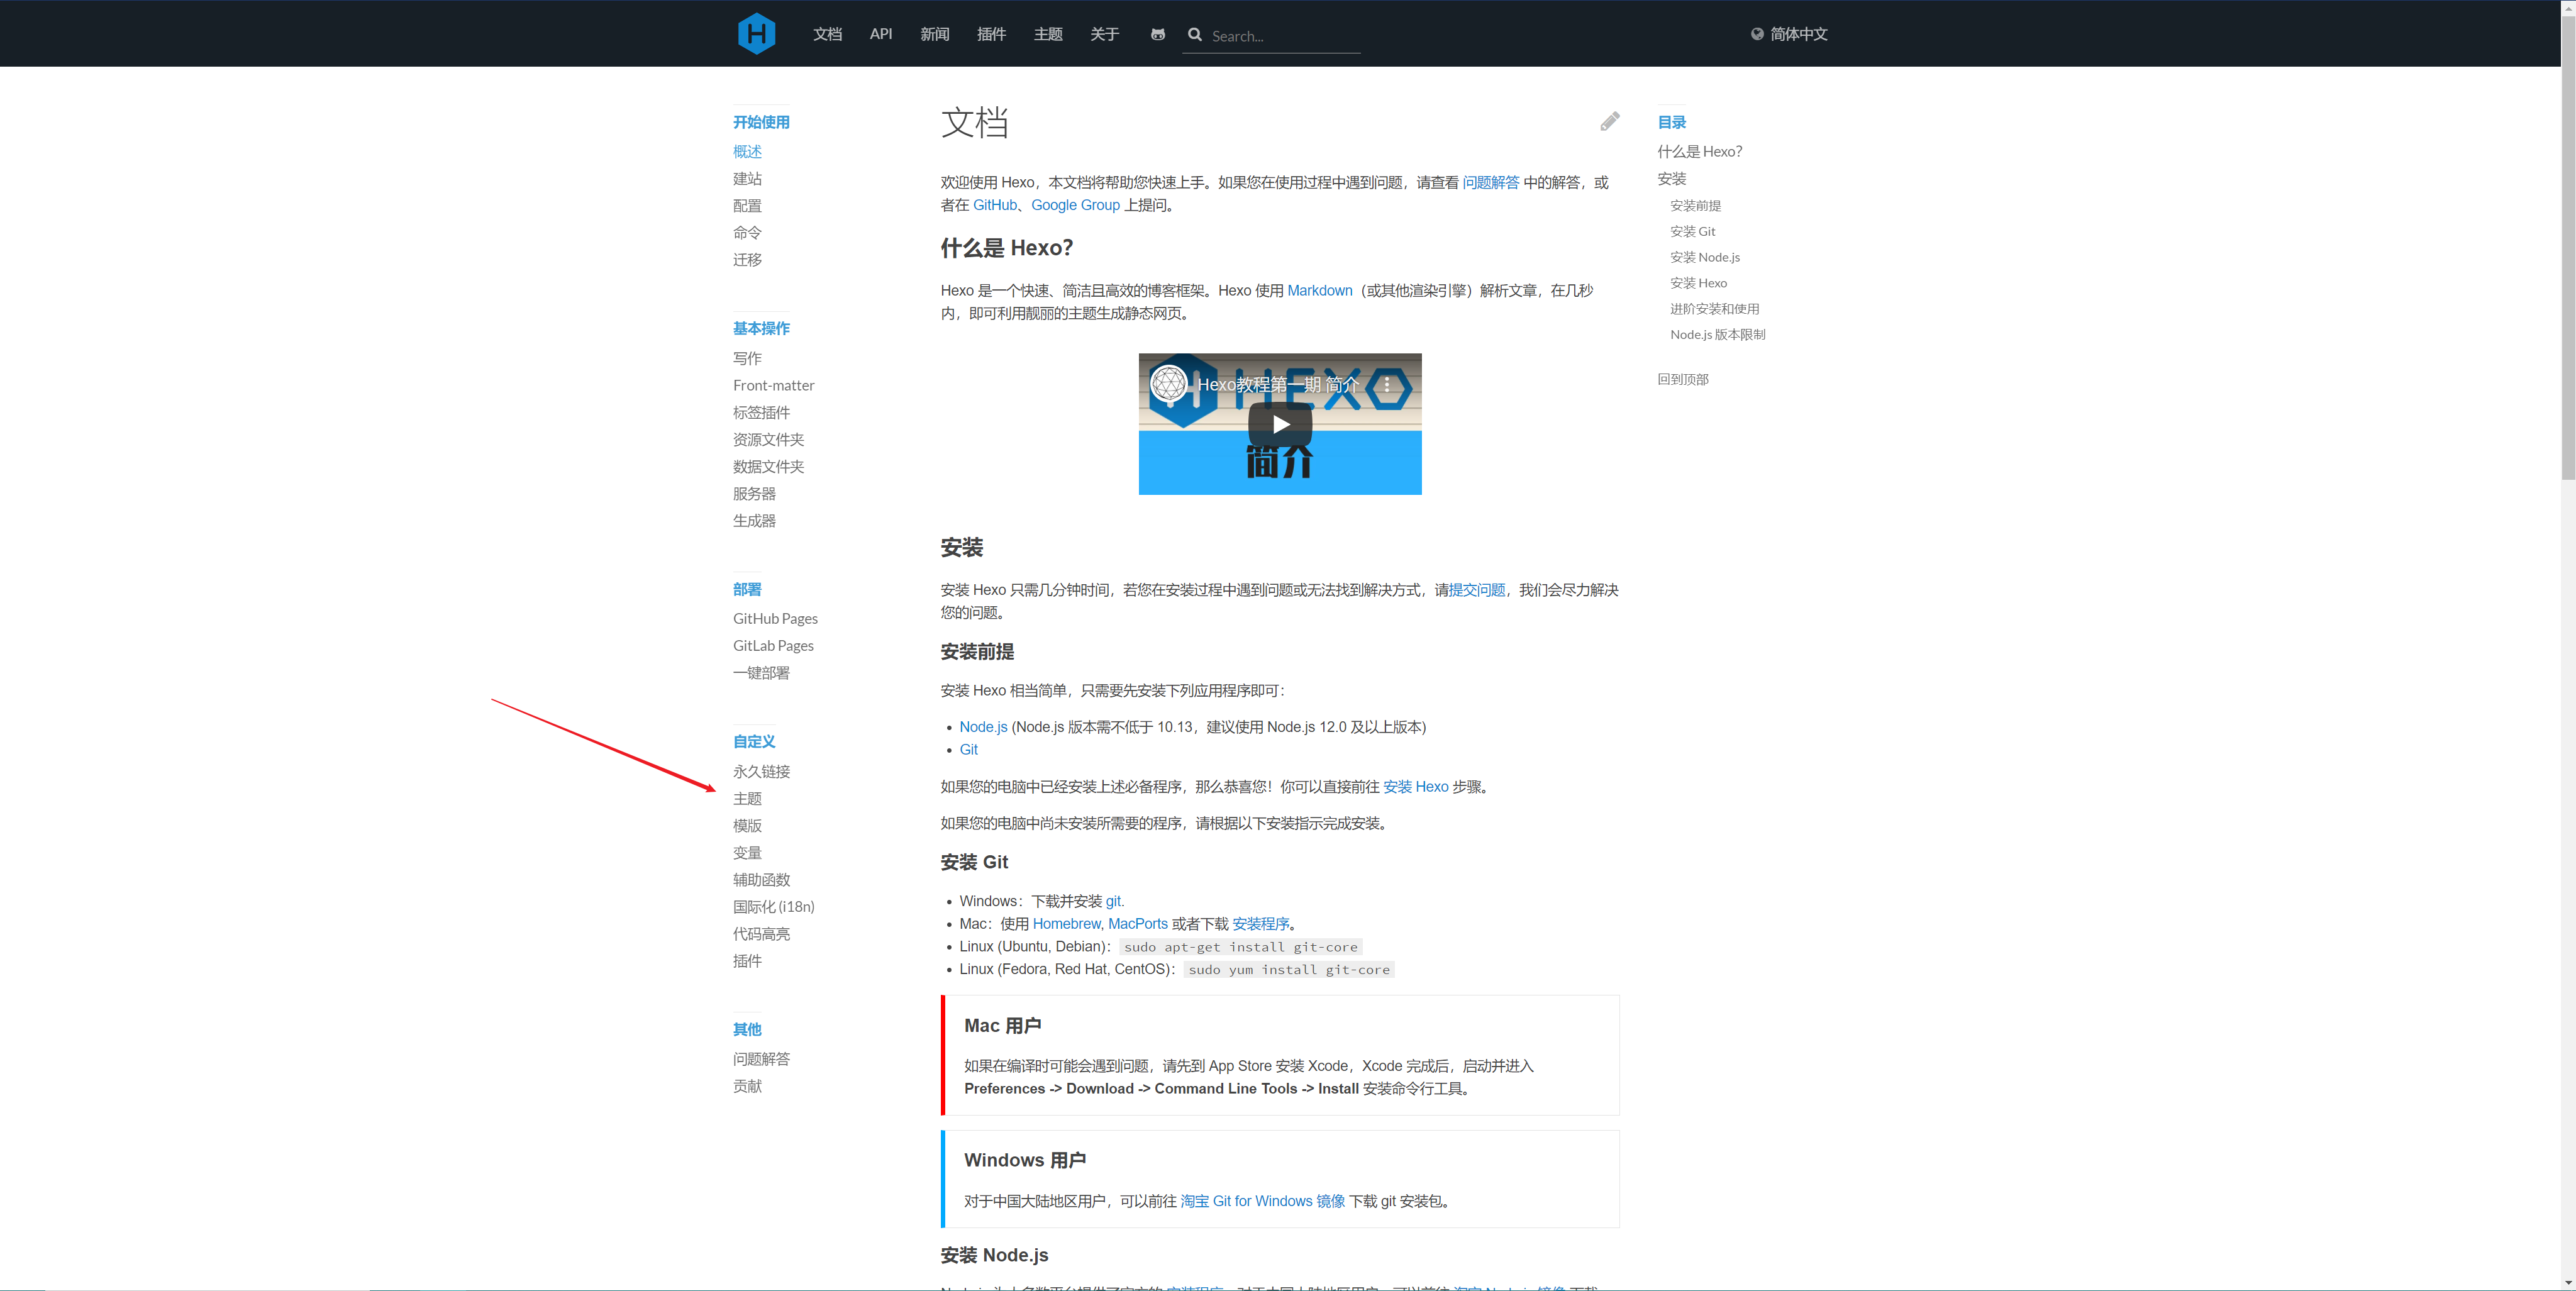 H
文档
API
新闻
插件
主题
关于
Search...
简体中文
开始使用
概述
建站
配置
命令
迁移
基本操作
写作
Front-matter
标签插件
资源文件夹
数据文件夹
服务器
生成器
部署
GitHub Pages
GitLab Pages
一键部署
自定义
永久链接
主题
模版
变量
辅助函数
国际化 (i18n)
代码高亮
插件
其他
问题解答
贡献
文档
欢迎使用 Hexo，本文档将帮助您快速上手。如果您在使用过程中遇到问题，请查看 问题解答 中的解答，或
者在 GitHub、Google Group 上提问。
什么是 Hexo？
Hexo 是一个快速、简洁且高效的博客框架。Hexo 使用 Markdown（或其他渲染引擎）解析文章，在几秒
内，即可利用靓丽的主题生成静态网页。
Hexo教程第一期 简介
HEXO
简介
安装
安装 Hexo 只需几分钟时间，若您在安装过程中遇到问题或无法找到解决方式，请提交问题，我们会尽力解决
您的问题。
安装前提
安装 Hexo 相当简单，只需要先安装下列应用程序即可：
Node.js (Node.js 版本需不低于 10.13，建议使用 Node.js 12.0 及以上版本)
Git
如果您的电脑中已经安装上述必备程序，那么恭喜您！你可以直接前往 安装 Hexo 步骤。
如果您的电脑中尚未安装所需要的程序，请根据以下安装指示完成安装。
安装 Git
Windows：下载并安装 git.
Mac：使用 Homebrew, MacPorts 或者下载 安装程序。
Linux (Ubuntu, Debian)：sudo apt-get install git-core
Linux (Fedora, Red Hat, CentOS)：sudo yum install git-core
Mac 用户
如果在编译时可能会遇到问题，请先到 App Store 安装 Xcode，Xcode 完成后，启动并进入
Preferences -> Download -> Command Line Tools -> Install 安装命令行工具。
Windows 用户
对于中国大陆地区用户，可以前往 淘宝 Git for Windows 镜像 下载 git 安装包。
安装 Node.js
目录
什么是 Hexo？
安装
安装前提
安装 Git
安装 Node.js
安装 Hexo
进阶安装和使用
Node.js 版本限制
回到顶部